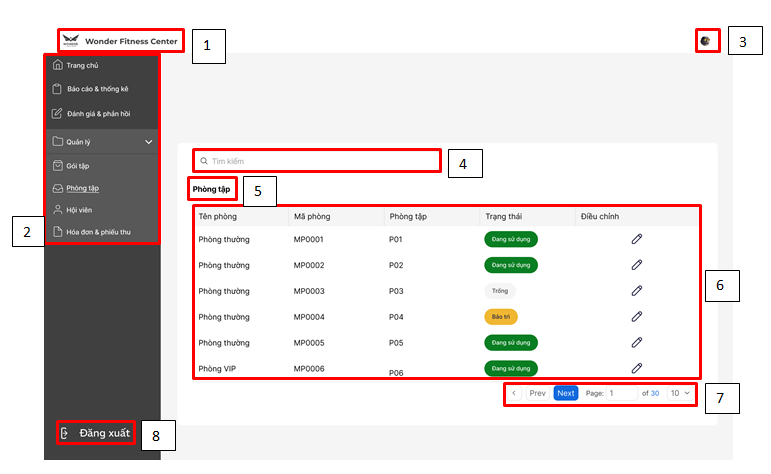 Wonder Fitness Center
1
3
Trang chủ
Báo cáo & thống kê
Đánh giá & phản hồi
Quản lý
Gói tập
Phòng tập
Hội viên
Hóa đơn & phiếu thu
2
Tìm kiếm
4
Phòng tập
5
Tên phòng Mã phòng Phòng tập Trạng thái Điều chỉnh
Phòng thường MP0001 P01 Đang sử dụng
Phòng thường MP0002 P02 Đang sử dụng
Phòng thường MP0003 P03 Trống
Phòng thường MP0004 P04 Bảo trì
Phòng thường MP0005 P05 Đang sử dụng
Phòng VIP MP0006 P06 Đang sử dụng
6
Prev Next Page: 1 of 30 10
7
Đăng xuất
8